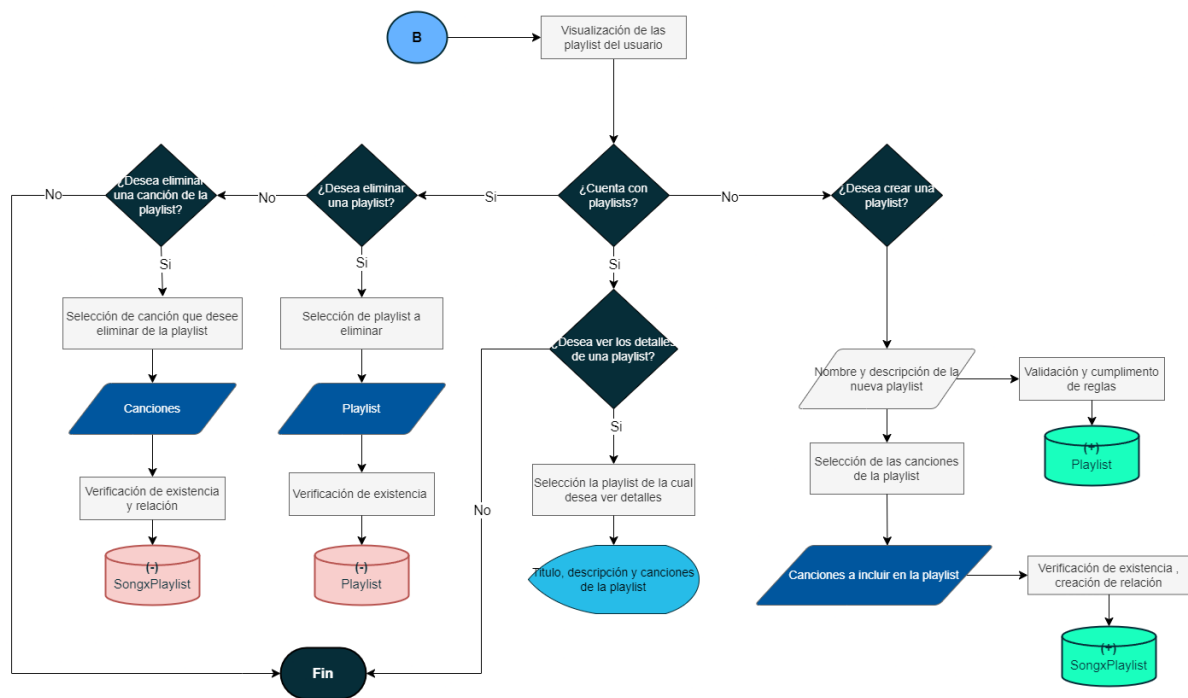 B
Visualización de las
playlist del usuario
¿Desea eliminar
una canción de la
playlist?
¿Desea eliminar
una playlist?
¿Cuenta con
playlists?
¿Desea crear una
playlist?
No
No
Si
No
Si
Si
Si
Selección de canción que desee
eliminar de la playlist
Selección de playlist a
eliminar
¿Desea ver los detalles
de una playlist?
Nombre y descripción de la
nueva playlist
Validación y cumplimento
de reglas
Canciones
Playlist
Si
(+)
Playlist
Selección de las canciones
de la playlist
Verificación de existencia
y relación
Verificación de existencia
Selección la playlist de la cual
desea ver detalles
No
(-)
SongxPlaylist
(-)
Playlist
Titulo, descripción y canciones
de la playlist
Canciones a incluir en la playlist
Verificación de existencia ,
creación de relación
(+)
SongxPlaylist
Fin